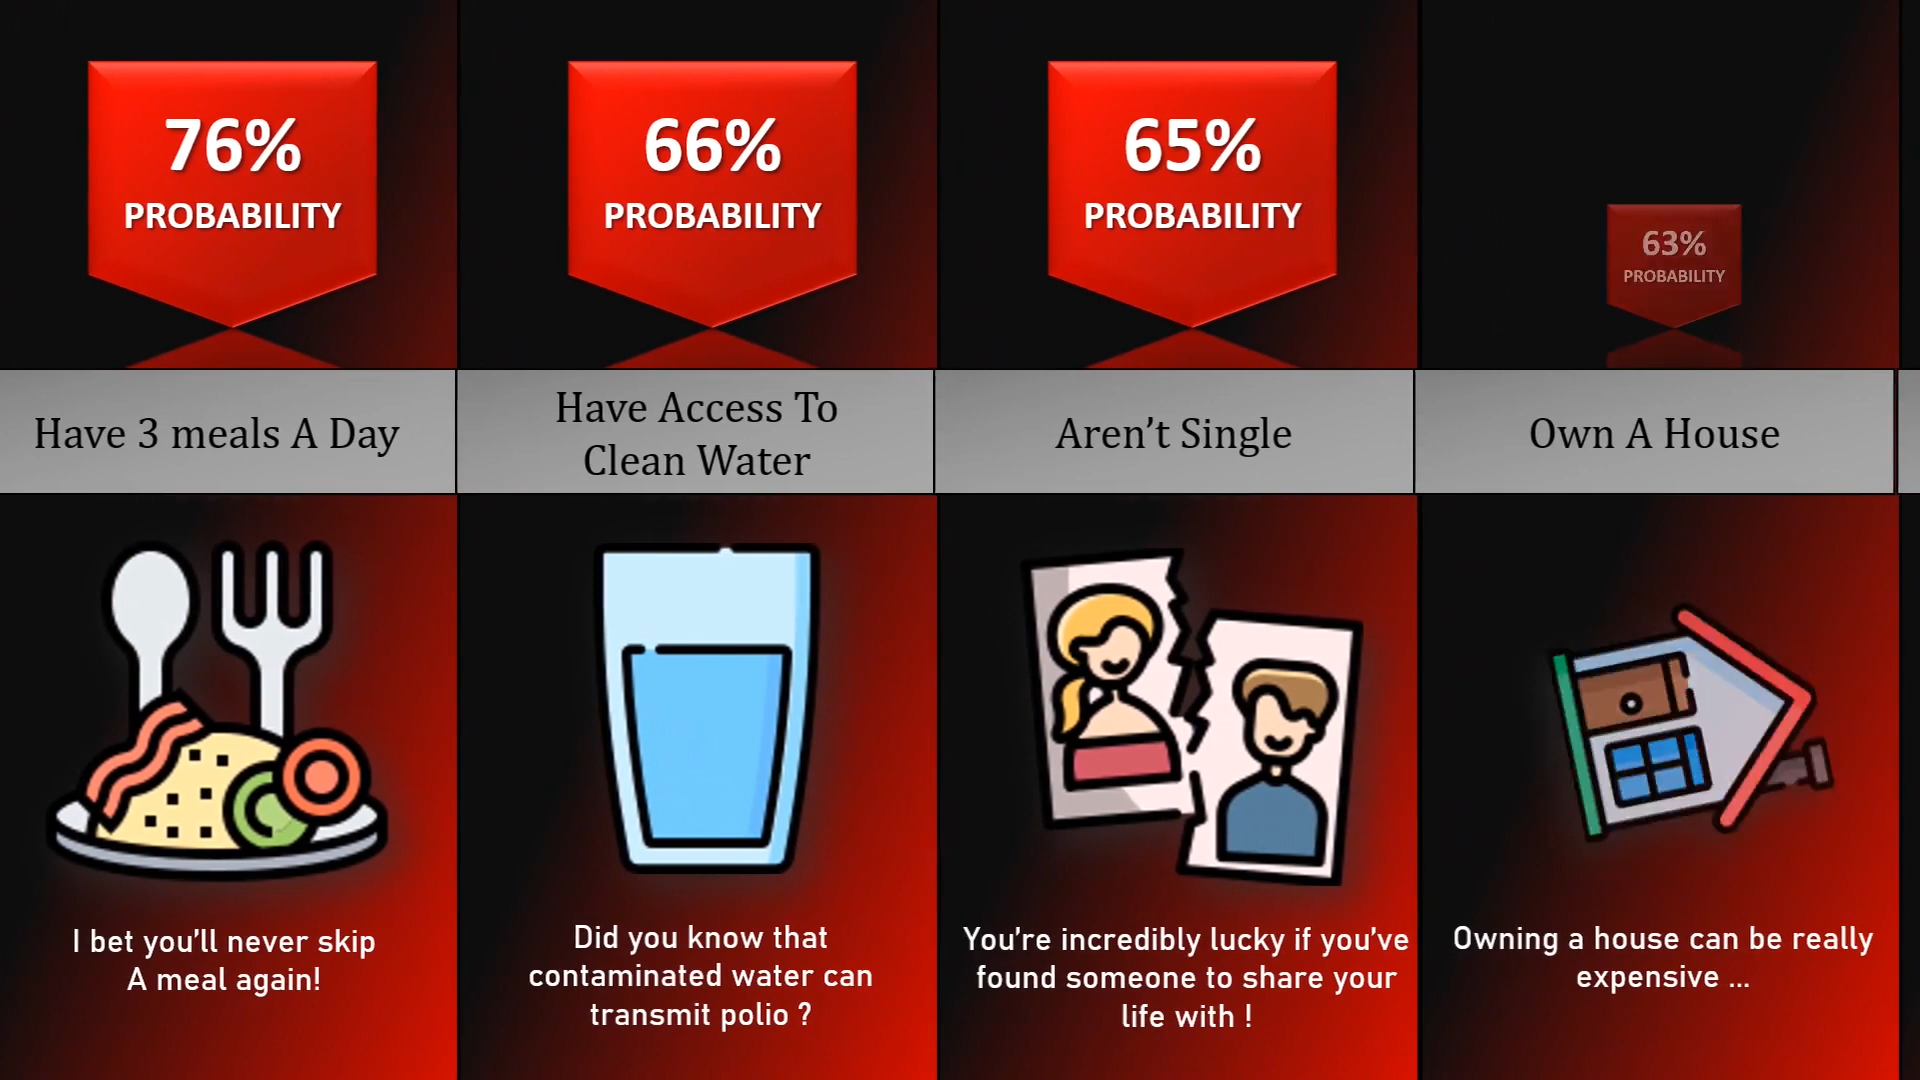 76%
PROBABILITY
Have 3 meals A Day
I bet you'll never skip
A meal again!
66%
PROBABILITY
Have Access To
Clean Water
Did you know that
contaminated water can
transmit polio ?
65%
PROBABILITY
Aren't Single
You're incredibly lucky if you've
found someone to share your
life with !
63%
PROBABILITY
Own A House
Owning a house can be really
expensive ...